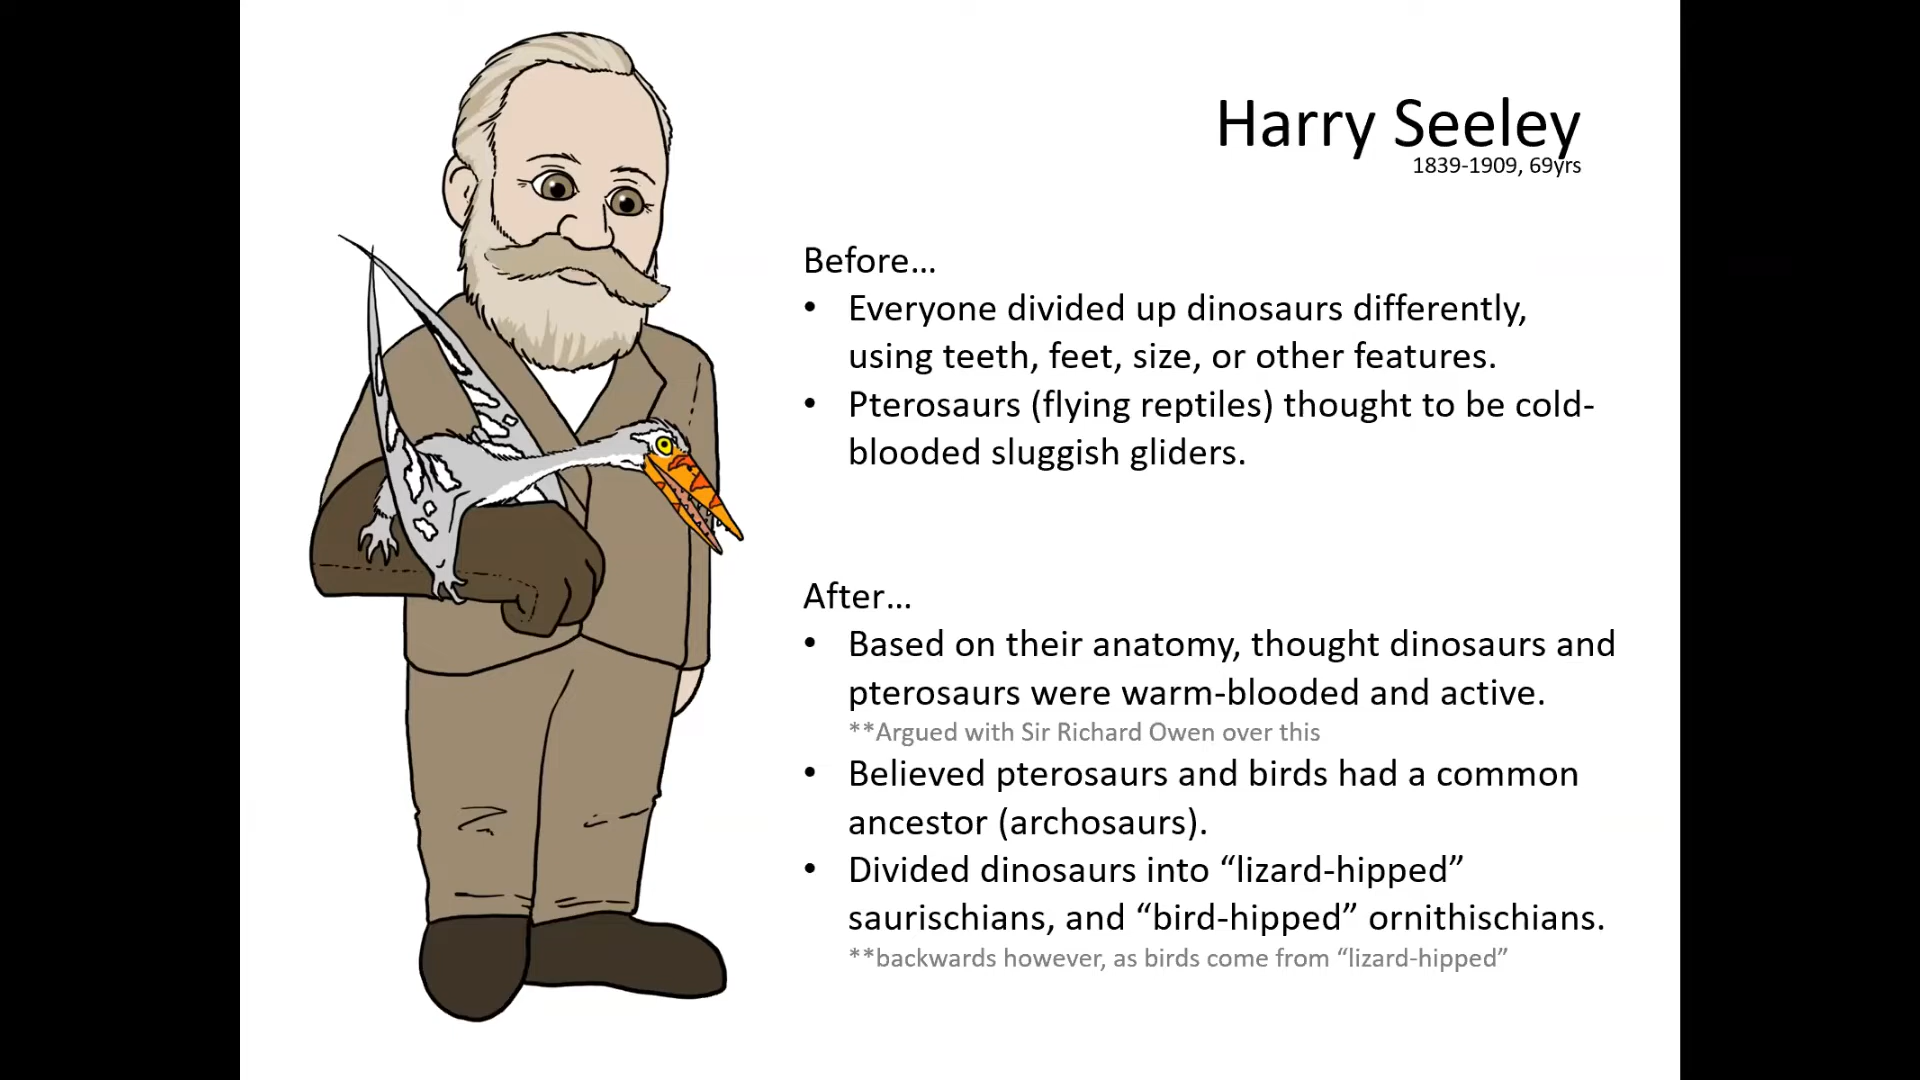 Harry Seeley
1839-1909, 69yrs
Before…
• Everyone divided up dinosaurs differently,
using teeth, feet, size, or other features.
• Pterosaurs (flying reptiles) thought to be cold-
blooded sluggish gliders.
After…
• Based on their anatomy, thought dinosaurs and
pterosaurs were warm-blooded and active.
**Argued with Sir Richard Owen over this
• Believed pterosaurs and birds had a common
ancestor (archosaurs).
• Divided dinosaurs into “lizard-hipped”
saurischians, and “bird-hipped” ornithischians.
**backwards however, as birds come from “lizard-hipped”